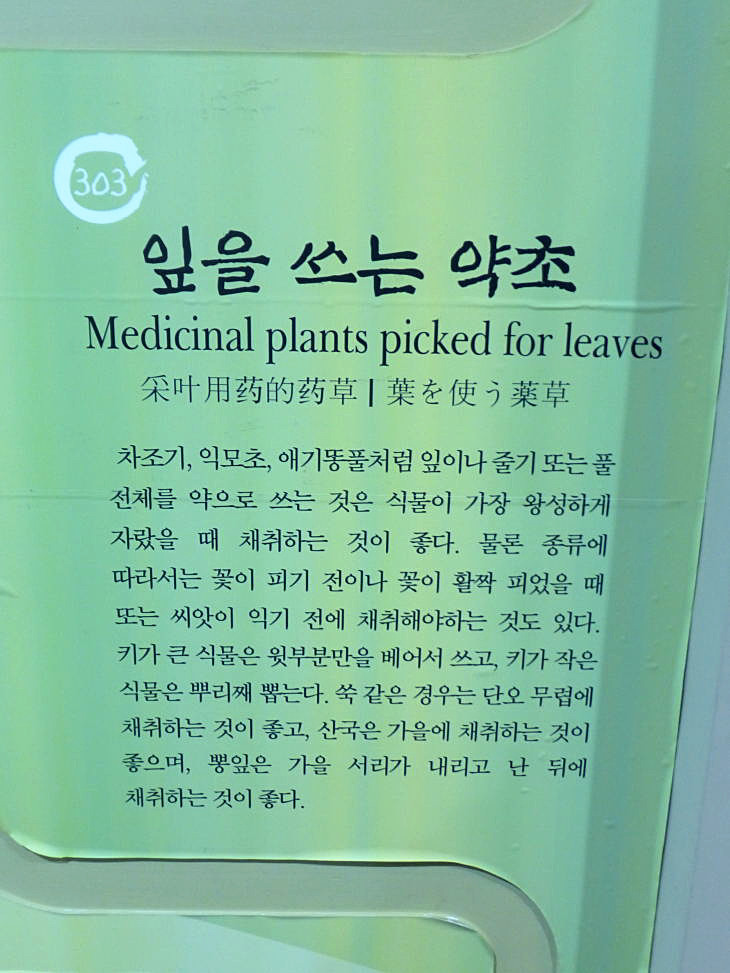 303
잎을 쓰는 약초
Medicinal plants picked for leaves
采叶用药的药草 | 葉を使う薬草
차조기, 익모초, 애기똥풀처럼 잎이나 줄기 또는 풀
전체를 약으로 쓰는 것은 식물이 가장 왕성하게
자랐을 때 채취하는 것이 좋다. 물론 종류에
따라서는 꽃이 피기 전이나 꽃이 활짝 피었을 때
또는 씨앗이 익기 전에 채취해야하는 것도 있다.
키가 큰 식물은 윗부분만을 베어서 쓰고, 키가 작은
식물은 뿌리째 뽑는다. 쑥 같은 경우는 단오 무렵에
채취하는 것이 좋고, 산국은 가을에 채취하는 것이
좋으며, 뽕잎은 가을 서리가 내리고 난 뒤에
채취하는 것이 좋다.